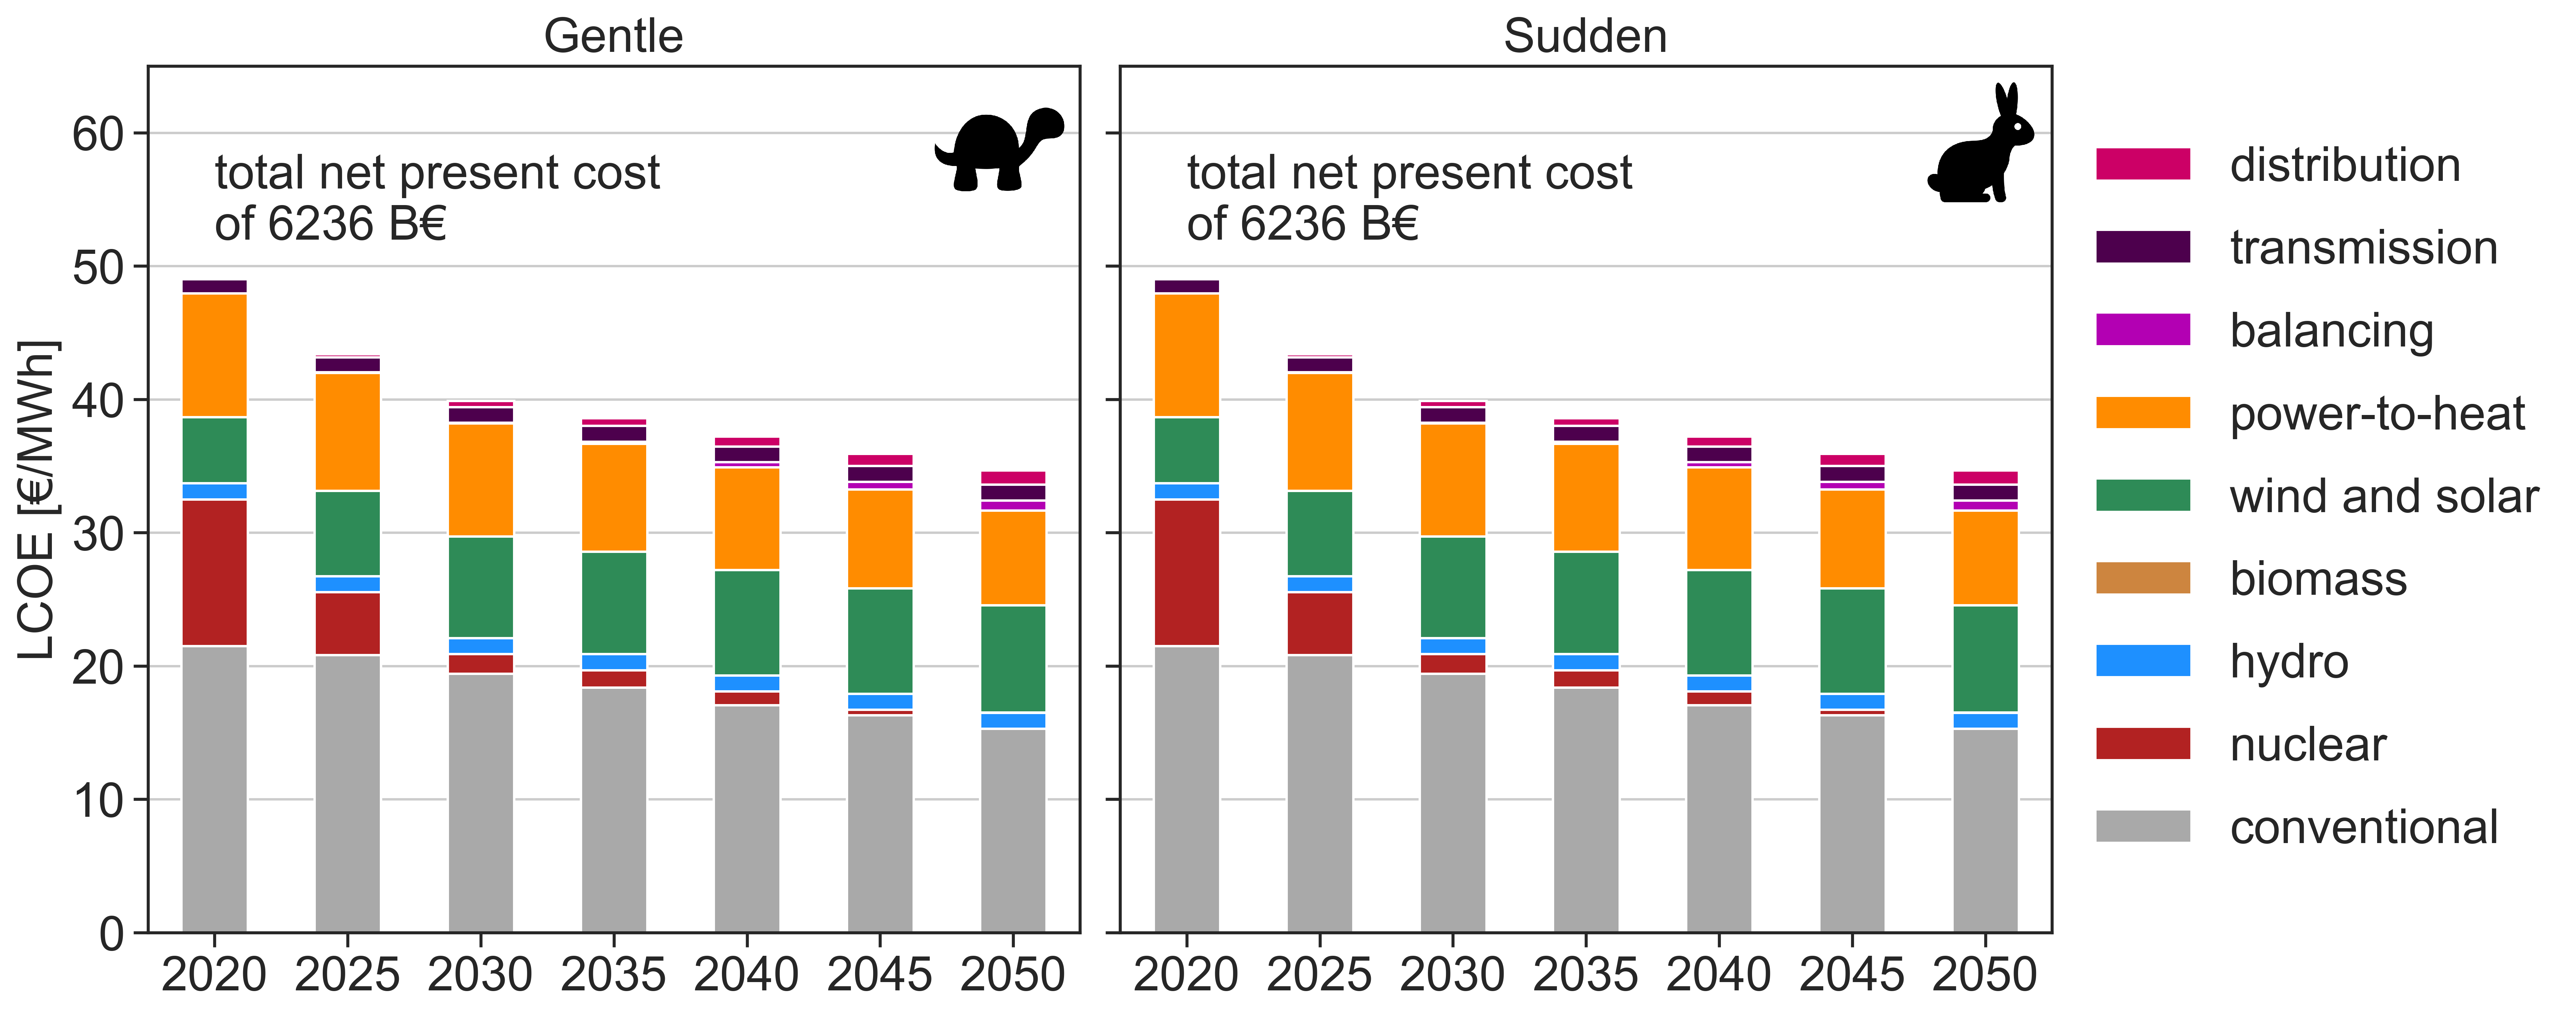 Gentle
Sudden
LCOE [€/MWh]
60
50
40
30
20
10
0
total net present cost
of 6236 B€
total net present cost
of 6236 B€
2020 2025 2030 2035 2040 2045 2050
2020 2025 2030 2035 2040 2045 2050
distribution
transmission
balancing
power-to-heat
wind and solar
biomass
hydro
nuclear
conventional